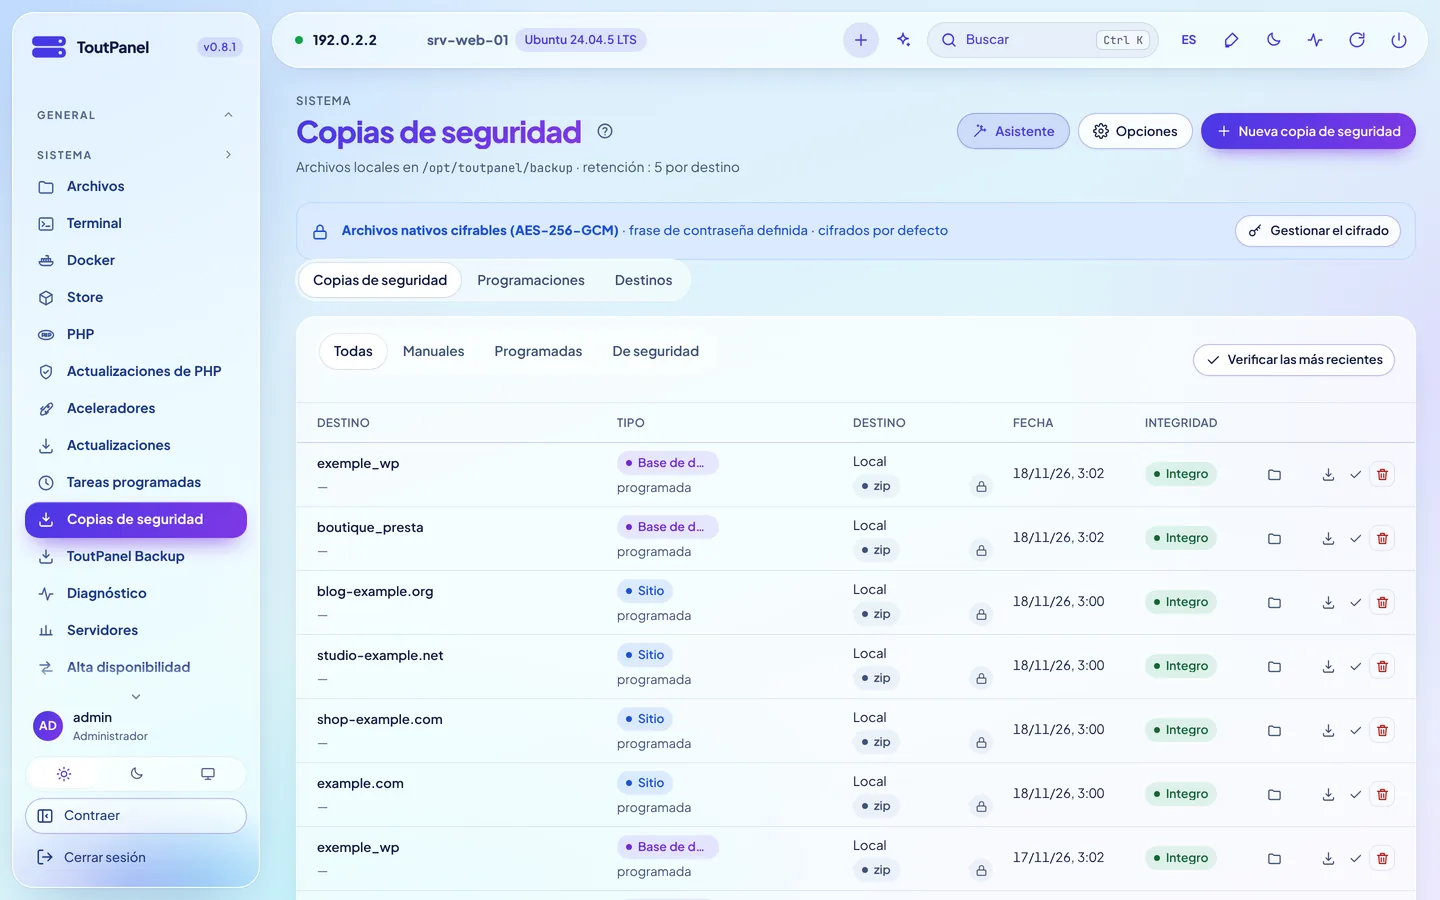 ToutPanel
v0.8.1
GENERAL
SISTEMA
Archivos
Terminal
Docker
Store
PHP
Actualizaciones de PHP
Aceleradores
Actualizaciones
Tareas programadas
Copias de seguridad
ToutPanel Backup
Diagnóstico
Servidores
Alta disponibilidad
AD
admin
Administrador
Contraer
Cerrar sesión
192.0.2.2
srv-web-01
Ubuntu 24.04.5 LTS
Buscar
Ctrl K
ES
SISTEMA
Copias de seguridad
Archivos locales en /opt/toutpanel/backup · retención : 5 por destino
Asistente
Opciones
Nueva copia de seguridad
Archivos nativos cifrables (AES-256-GCM) · frase de contraseña definida · cifrados por defecto
Gestionar el cifrado
Copias de seguridad
Programaciones
Destinos
Todas
Manuales
Programadas
De seguridad
Verificar las más recientes
DESTINO TIPO DESTINO FECHA INTEGRIDAD
exemple_wp Base de d... Local 18/11/26, 3:02 Integro
— programada zip
boutique_presta Base de d... Local 18/11/26, 3:02 Integro
— programada zip
blog-example.org Sitio Local 18/11/26, 3:00 Integro
— programada zip
studio-example.net Sitio Local 18/11/26, 3:00 Integro
— programada zip
shop-example.com Sitio Local 18/11/26, 3:00 Integro
— programada zip
example.com Sitio Local 18/11/26, 3:00 Integro
— programada zip
exemple_wp Base de d... Local 17/11/26, 3:02 Integro
— programada zip